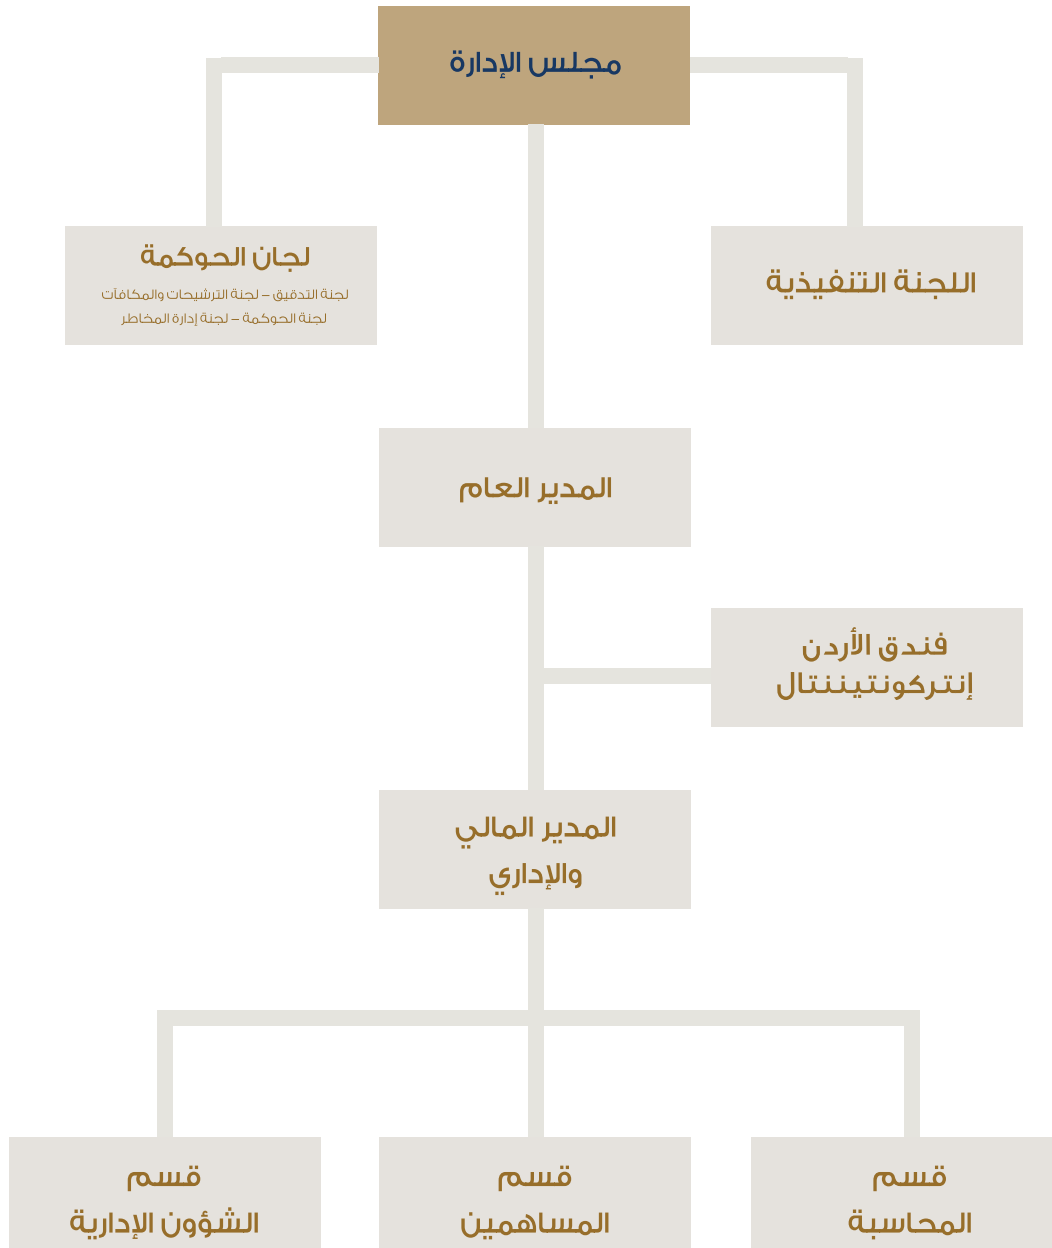 مجلس الإدارة
اللجنة التنفيذية
لجان الحوكمة
لجنة التدقيق – لجنة الترشيحات والمكافآت
لجنة الحوكمة – لجنة إدارة المخاطر
المدير العام
فندق الأردن
إنتركونتيننتال
المدير المالي
والإداري
قسم
المحاسبة
قسم
المساهمين
قسم
الشؤون الإدارية